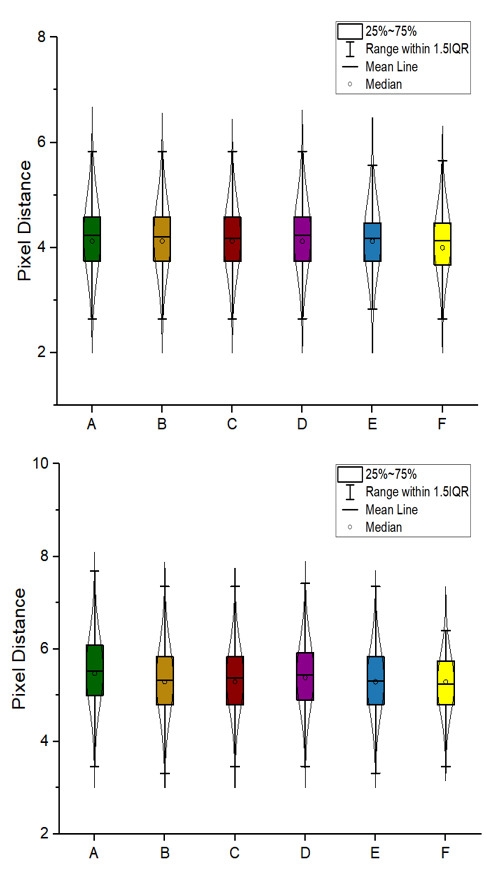 8
25%~75%
Range within 1.5IQR
Mean Line
Median
6
Pixel Distance
4
2
A B C D E F
10
25%~75%
Range within 1.5IQR
Mean Line
Median
8
6
Pixel Distance
4
2
A B C D E F